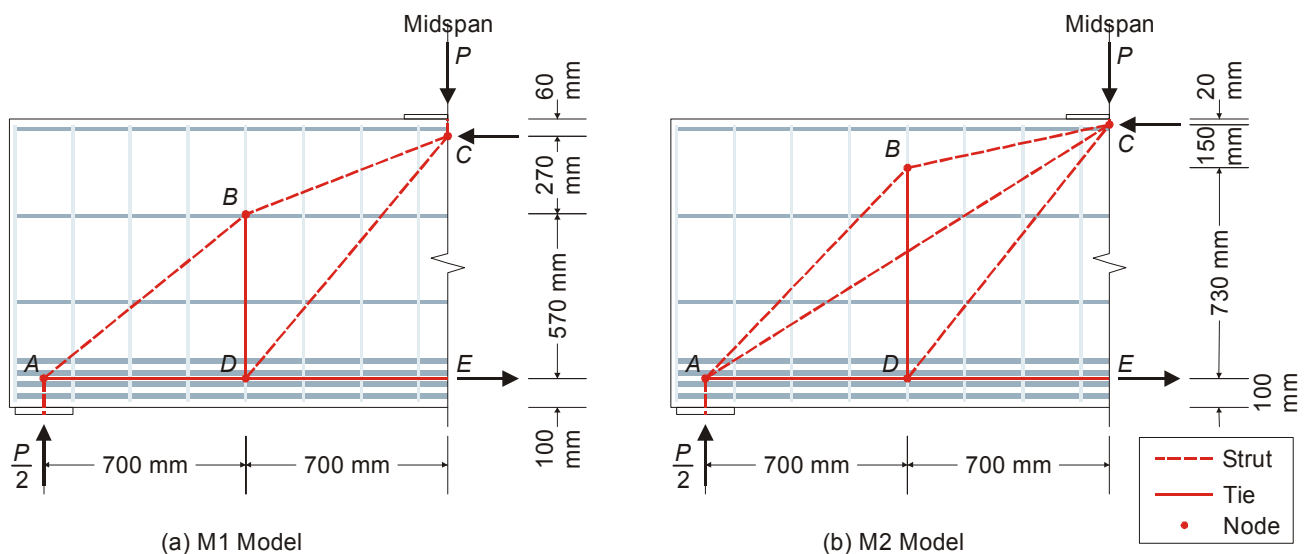 Midspan
P
60 mm
C
270 mm
B
570 mm
A
D
E
100 mm
P/2
700 mm
700 mm
(a) M1 Model
Midspan
P
20 mm
C
150 mm
B
730 mm
A
D
E
100 mm
P/2
700 mm
700 mm
(b) M2 Model
Strut
Tie
Node